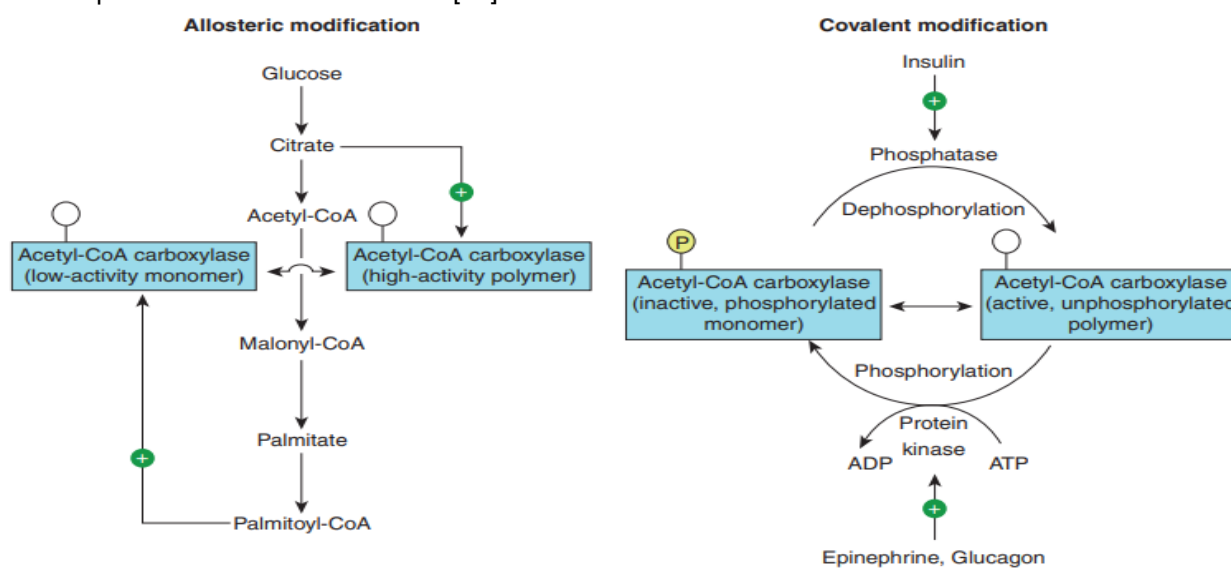 Allosteric modification
Glucose
Citrate
+
Acetyl-CoA
Acetyl-CoA carboxylase
(low-activity monomer)
Acetyl-CoA carboxylase
(high-activity polymer)
Malonyl-CoA
Palmitate
+
Palmitoyl-CoA
Covalent modification
Insulin
+
Phosphatase
Dephosphorylation
P
Acetyl-CoA carboxylase
(inactive, phosphorylated
monomer)
Acetyl-CoA carboxylase
(active, unphosphorylated
polymer)
Phosphorylation
Protein
kinase
ADP
ATP
+
Epinephrine, Glucagon